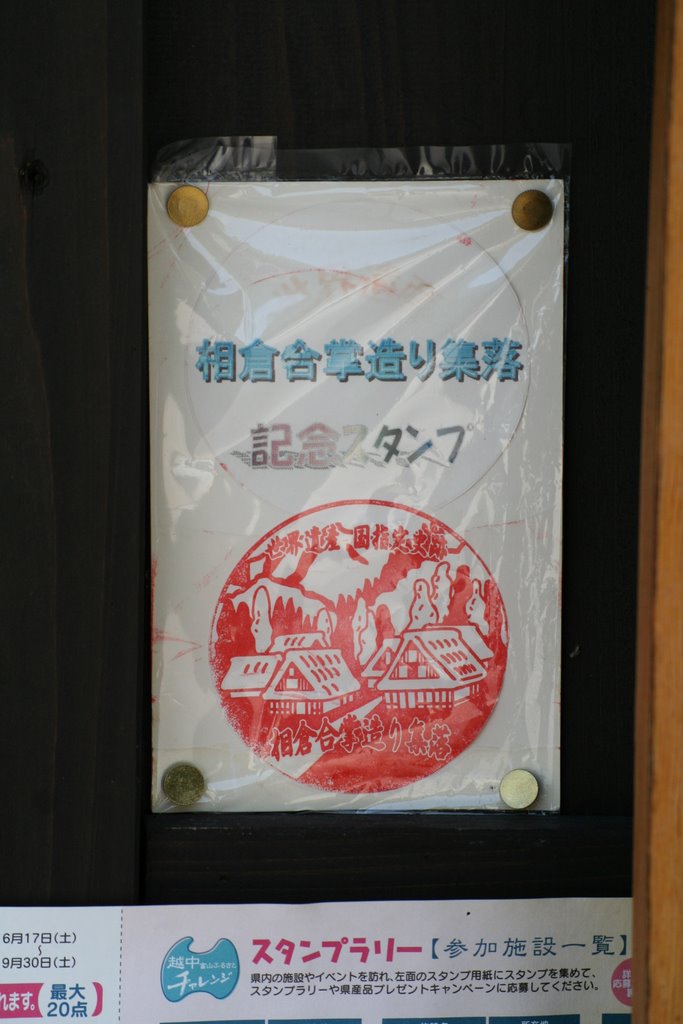 相倉合掌造り集落
記念スタンプ
世界遺産 国指定史跡
相倉合掌造り集落
6月17日(土)
~
9月30日(土)
れます。
最大
20点
越中
富山ふるさと
チャレンジ
スタンプラリー【参加施設一覧】
県内の施設やイベントを訪れ、左面のスタンプ用紙にスタンプを集めて、
スタンプラリーや県産品プレゼントキャンペーンに応募してください。